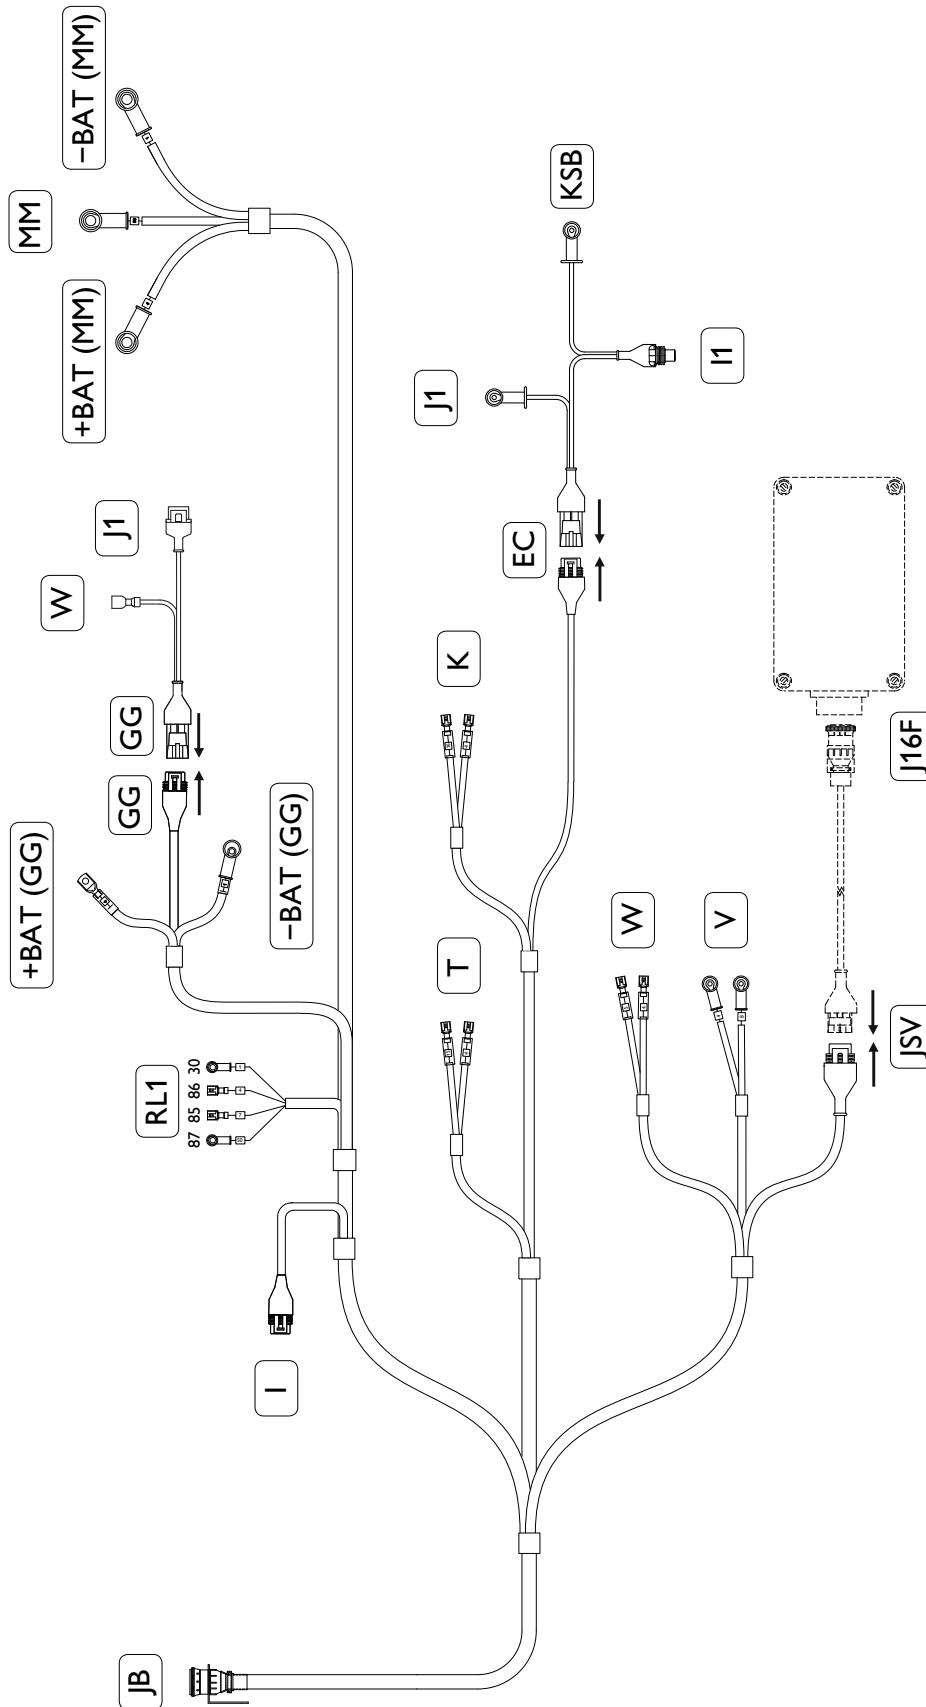 −BAT (MM)
MM
+BAT (MM)
KSB
J1
I1
J1
W
EC
GG
GG
K
+BAT (GG)
−BAT (GG)
J16F
T
W
V
JSV
RL1
30
86
85
87
I
JB